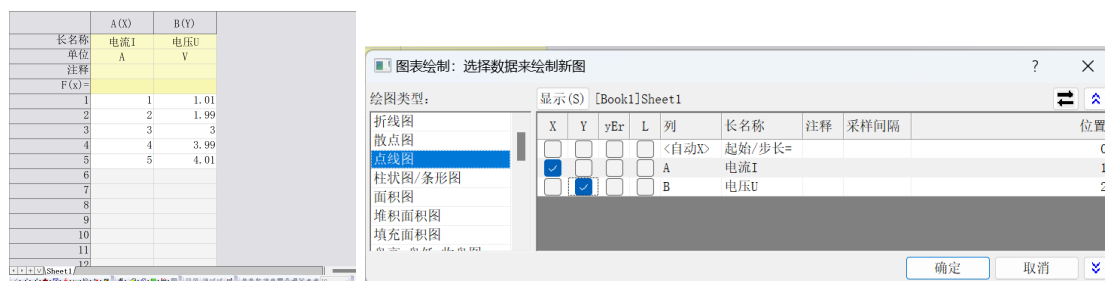 A(X) B(Y)
长名称 电流I 电压U
单位 A V
注释
F(x)=
1 1 1.01
2 2 1.99
3 3 3
4 4 3.99
5 5 4.01
6
7
8
9
10
11
12
Sheet1
图表绘制: 选择数据来绘制新图 ? ×
绘图类型:
显示(S) [Book1]Sheet1
折线图
散点图
点线图
柱状图/条形图
面积图
堆积面积图
填充面积图
X Y yEr L 列 长名称 注释 采样间隔 位置
<自动X> 起始/步长= 0
A 电流I 1
B 电压U 2
确定 取消